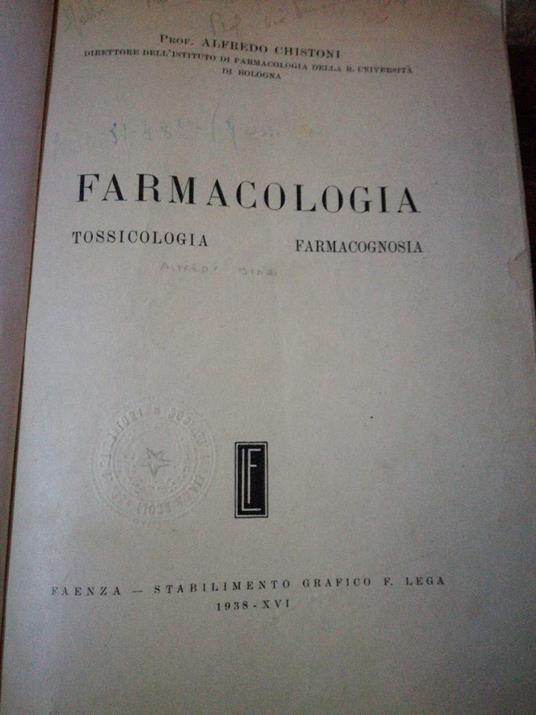 PROF. ALFREDO CHISTONI
DIRETTORE DELL'ISTITUTO DI FARMACOLOGIA DELLA R. UNIVERSITÀ
DI BOLOGNA
FARMACOLOGIA
TOSSICOLOGIA FARMACOGNOSIA
LF
FAENZA — STABILIMENTO GRAFICO F. LEGA
1938 - XVI